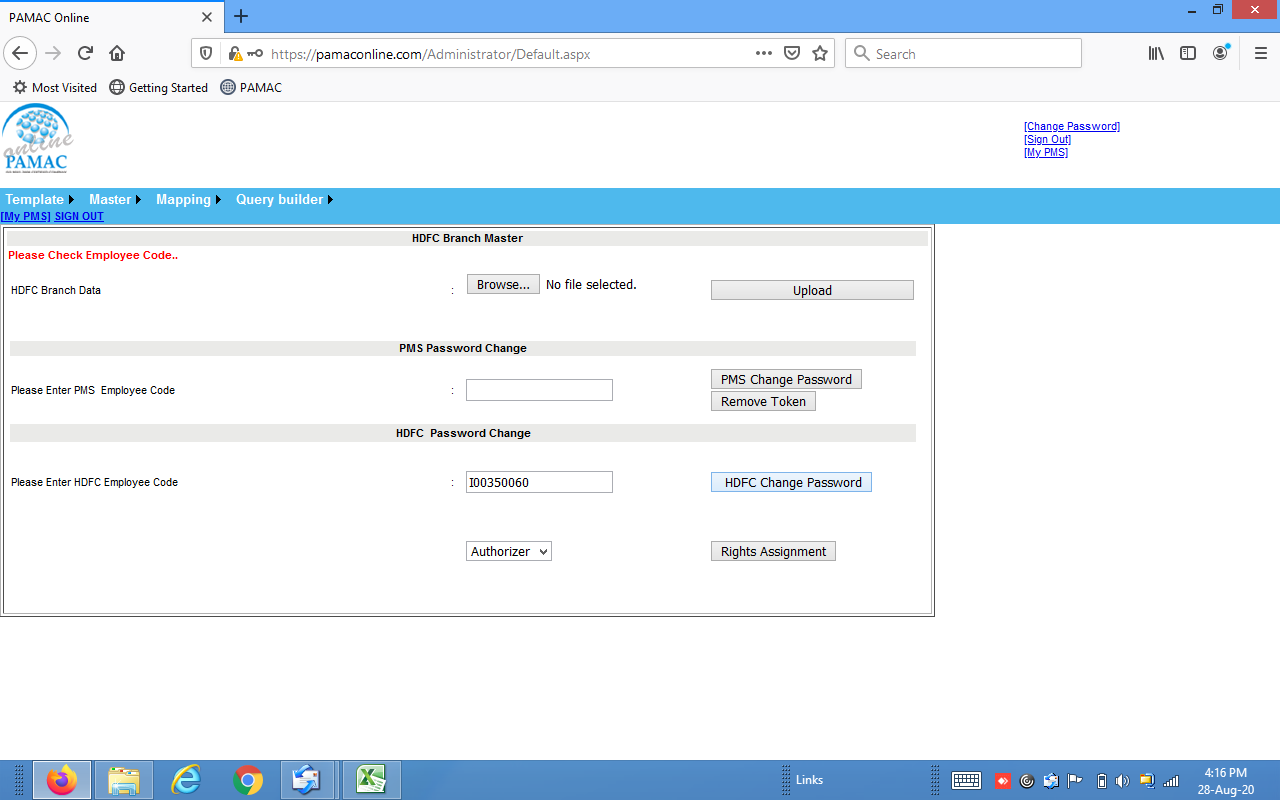 PAMAC Online
https://pamaconline.com/Administrator/Default.aspx
Search
Most Visited
Getting Started
PAMAC
online
PAMAC
[Change Password]
[Sign Out]
[My PMS]
Template
Master
Mapping
Query builder
[My PMS] SIGN OUT
HDFC Branch Master
Please Check Employee Code..
HDFC Branch Data : Browse... No file selected. Upload
PMS Password Change
Please Enter PMS Employee Code : PMS Change Password
Remove Token
HDFC Password Change
Please Enter HDFC Employee Code : I00350060 HDFC Change Password
Authorizer Rights Assignment
Links
4:16 PM
28-Aug-20